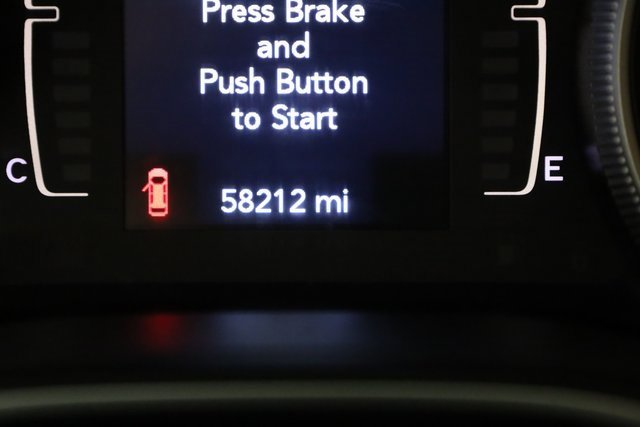 Press Brake
and
Push Button
to Start
C
E
58212 mi